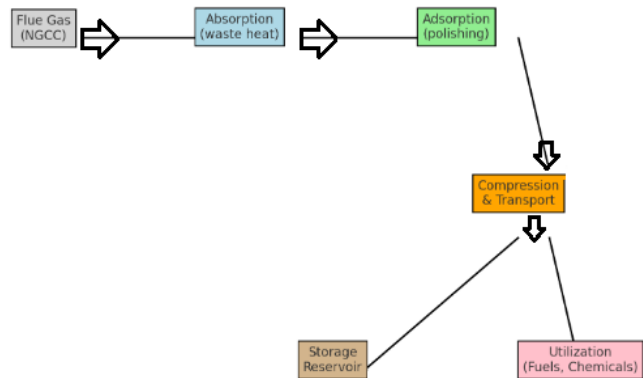 Flue Gas
(NGCC)
Absorption
(waste heat)
Adsorption
(polishing)
Compression
& Transport
Storage
Reservoir
Utilization
(Fuels, Chemicals)